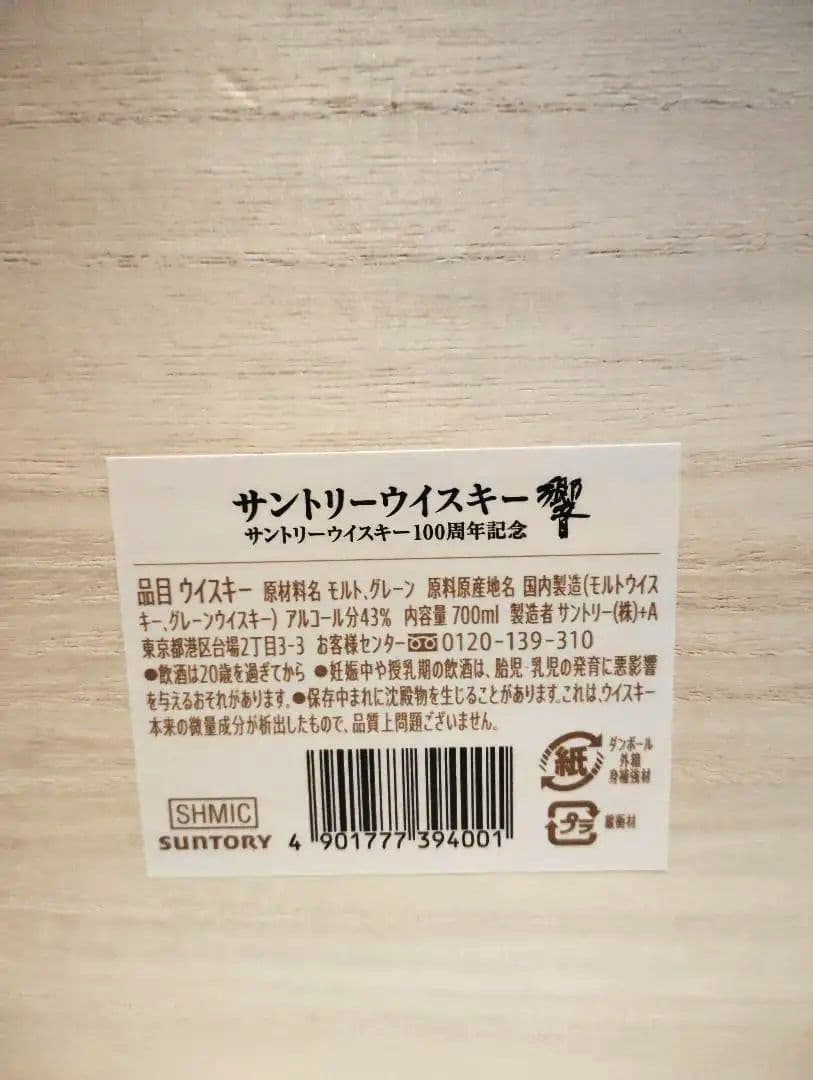 サントリーウイスキー響
サントリーウイスキー100周年記念
品目 ウイスキー 原材料名 モルト、グレーン 原料原産地名 国内製造(モルトウイス
キー、グレーンウイスキー) アルコール分43% 内容量 700ml 製造者 サントリー(株)+A
東京都港区台場2丁目3-3 お客様センター 0120-139-310
●飲酒は20歳を過ぎてから ●妊娠中や授乳期の飲酒は、胎児・乳児の発育に悪影響
を与えるおそれがあります。●保存中まれに沈殿物を生じることがあります。これは、ウイスキー
本来の微量成分が析出したもので、品質上問題ございません。
紙
ダンボール
外箱
身補強材
SHMIC
SUNTORY
4 901777 394001
プラ
緩衝材